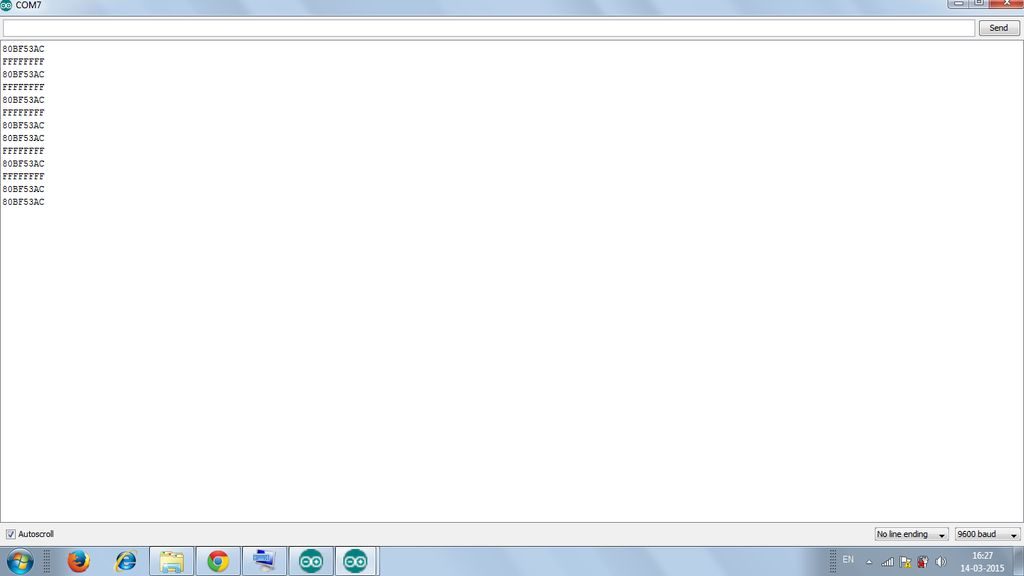 COM7
Send
80BF53AC
FFFFFFFF
80BF53AC
FFFFFFFF
80BF53AC
FFFFFFFF
80BF53AC
80BF53AC
FFFFFFFF
80BF53AC
FFFFFFFF
80BF53AC
80BF53AC
Autoscroll
No line ending
9600 baud
EN
16:27
14-03-2015